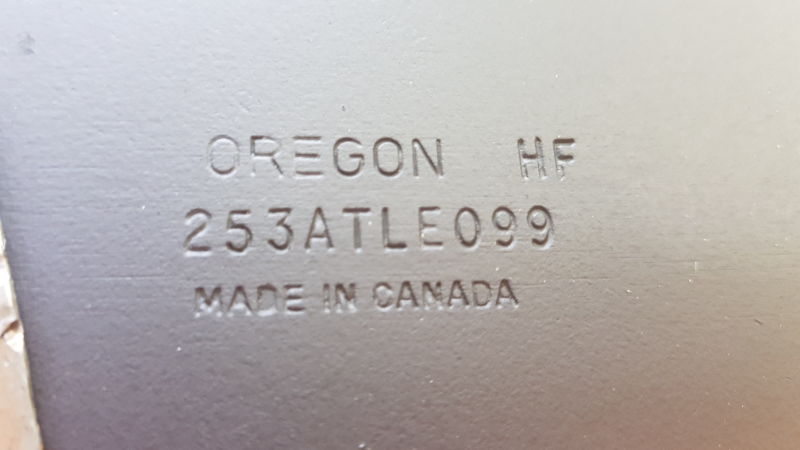 OREGON HF
253ATLE099
MADE IN CANADA